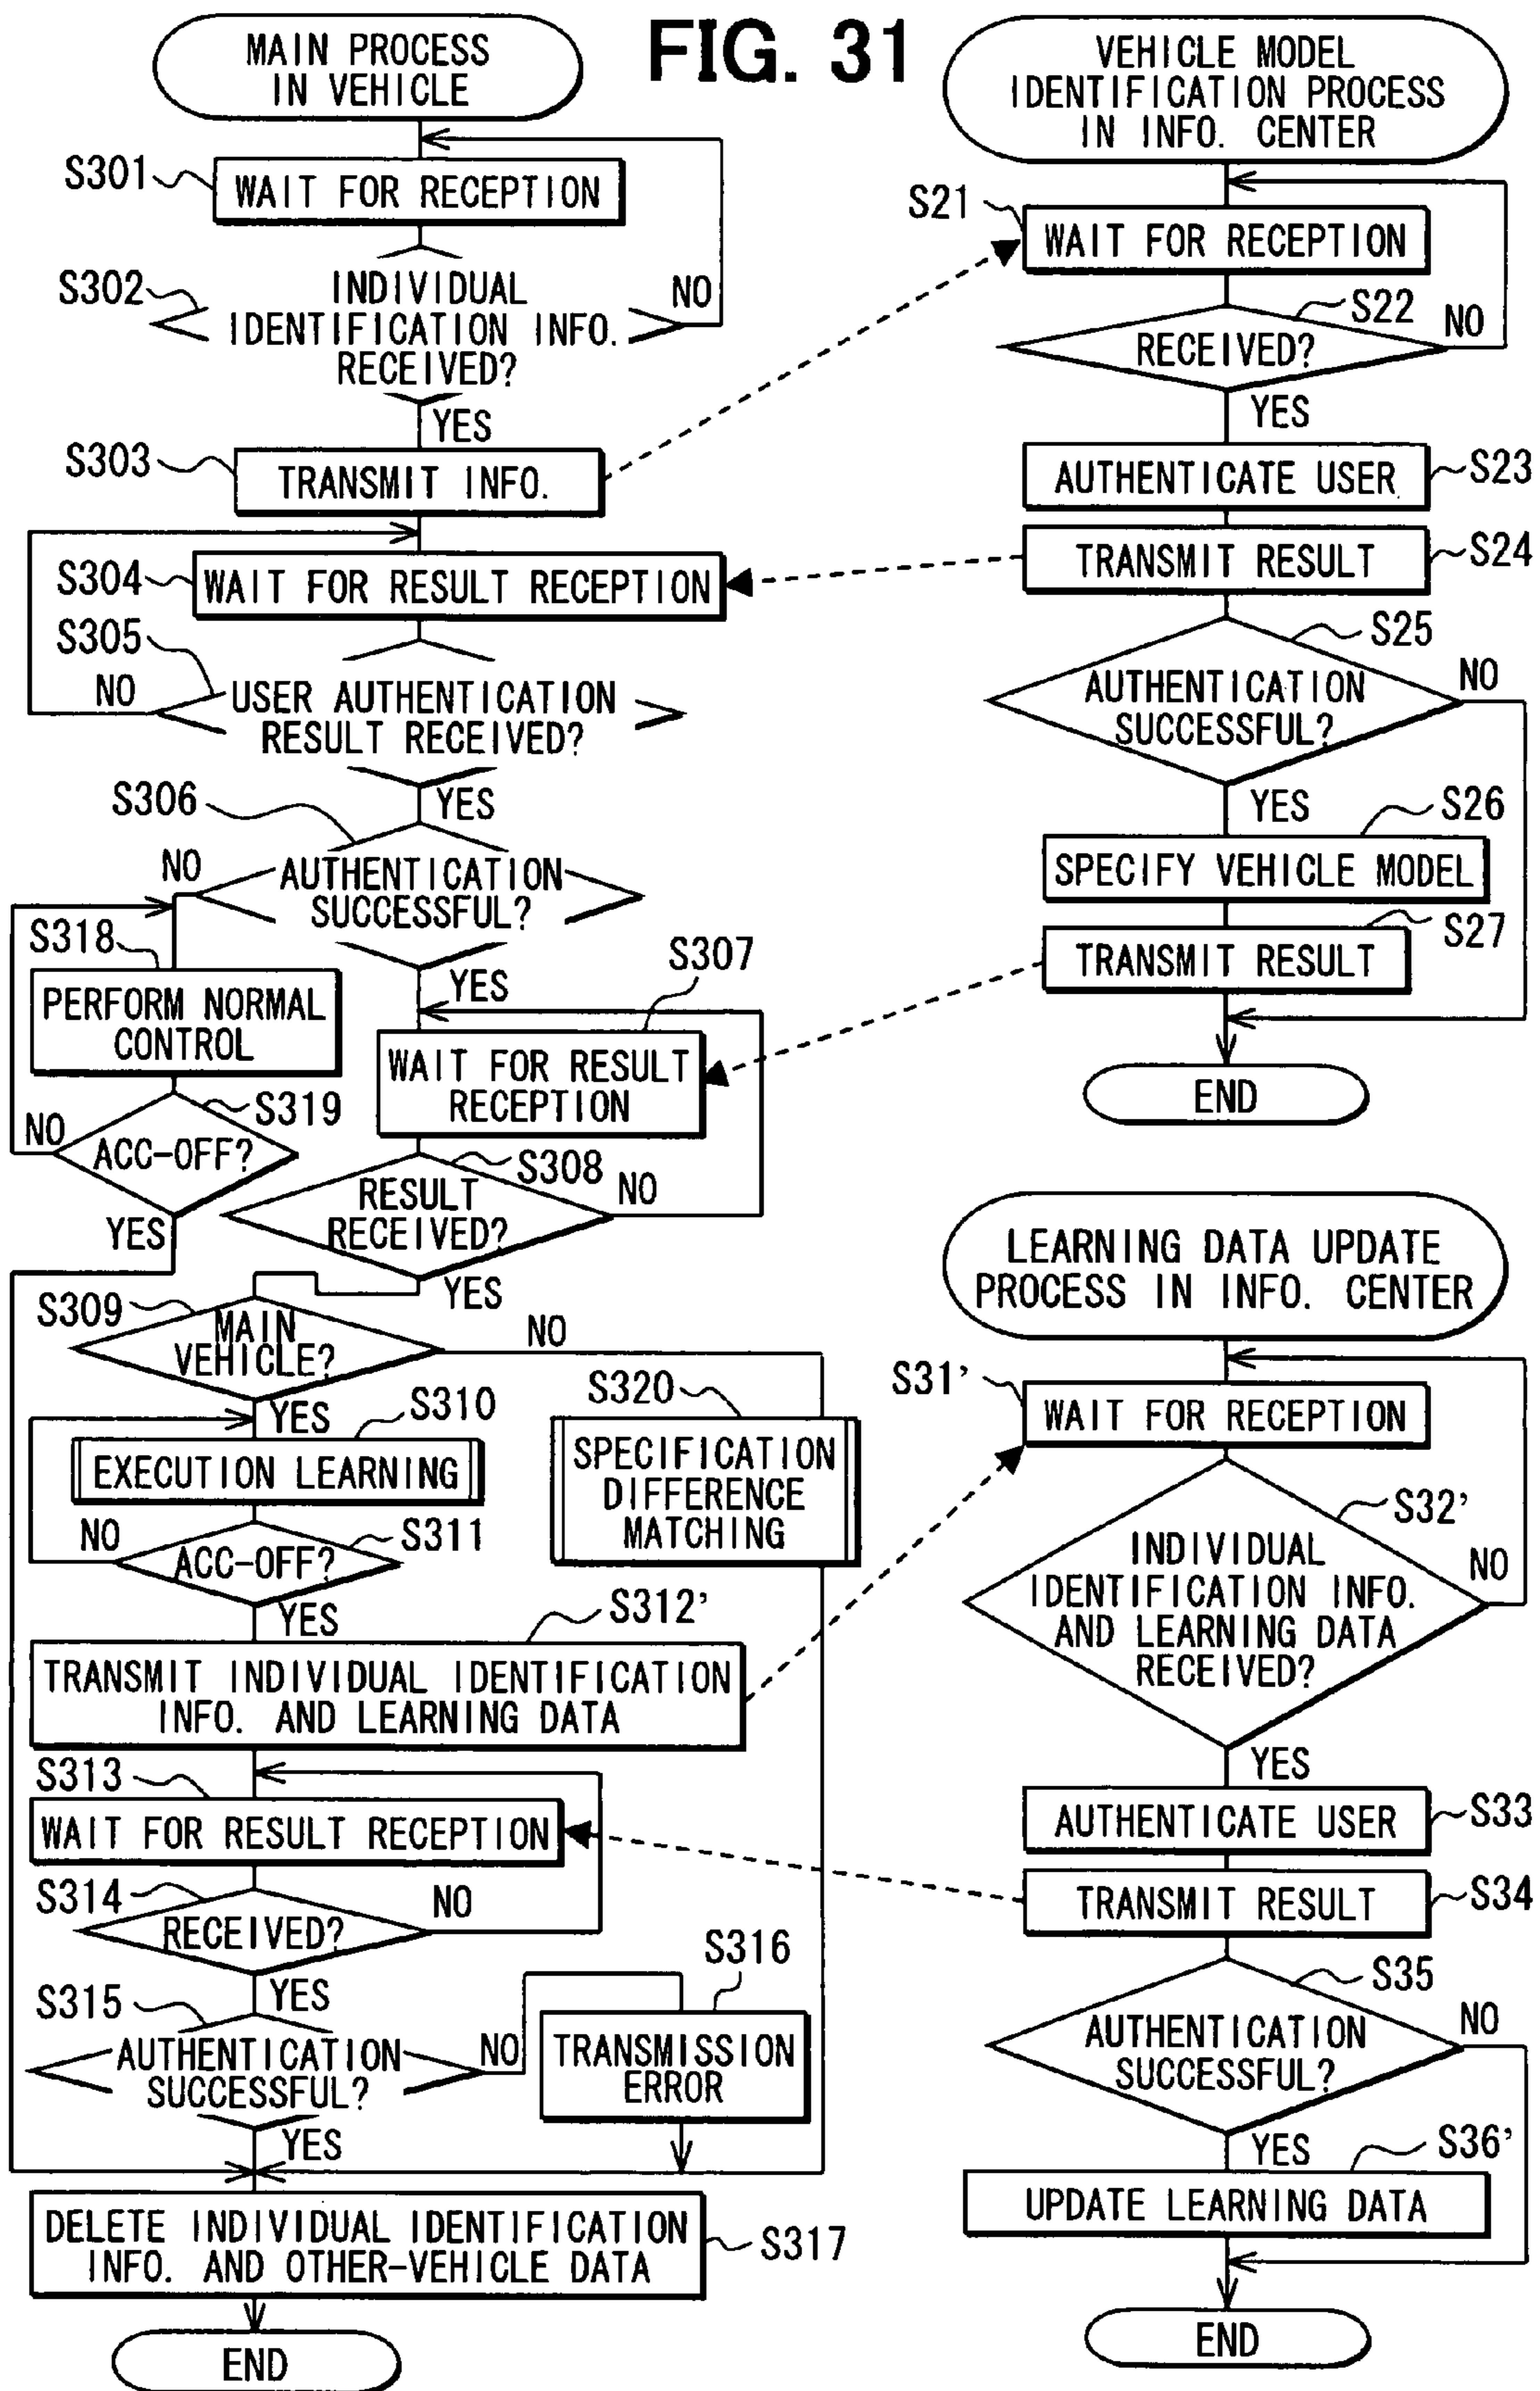 FIG. 31
MAIN PROCESS
IN VEHICLE
S301
WAIT FOR RECEPTION
S302
INDIVIDUAL
IDENTIFICATION INFO.
RECEIVED?
NO
YES
S303
TRANSMIT INFO.
S304
WAIT FOR RESULT RECEPTION
S305
NO
USER AUTHENTICATION
RESULT RECEIVED?
YES
S306
NO
AUTHENTICATION
SUCCESSFUL?
YES
S318
PERFORM NORMAL
CONTROL
S319
NO
ACC-OFF?
YES
S307
WAIT FOR RESULT
RECEPTION
S308
RESULT
RECEIVED?
NO
YES
S309
MAIN
VEHICLE?
NO
YES
S310
EXECUTION LEARNING
S311
NO
ACC-OFF?
YES
S320
SPECIFICATION
DIFFERENCE
MATCHING
S312'
TRANSMIT INDIVIDUAL IDENTIFICATION
INFO. AND LEARNING DATA
S313
WAIT FOR RESULT RECEPTION
S314
RECEIVED?
NO
YES
S315
AUTHENTICATION
SUCCESSFUL?
NO
YES
S316
TRANSMISSION
ERROR
DELETE INDIVIDUAL IDENTIFICATION
INFO. AND OTHER-VEHICLE DATA
S317
END
VEHICLE MODEL
IDENTIFICATION PROCESS
IN INFO. CENTER
S21
WAIT FOR RECEPTION
S22
RECEIVED?
NO
YES
AUTHENTICATE USER
S23
TRANSMIT RESULT
S24
S25
AUTHENTICATION
SUCCESSFUL?
NO
YES
S26
SPECIFY VEHICLE MODEL
S27
TRANSMIT RESULT
END
LEARNING DATA UPDATE
PROCESS IN INFO. CENTER
S31'
WAIT FOR RECEPTION
S32'
INDIVIDUAL
IDENTIFICATION INFO.
AND LEARNING DATA
RECEIVED?
NO
YES
AUTHENTICATE USER
S33
TRANSMIT RESULT
S34
S35
AUTHENTICATION
SUCCESSFUL?
NO
YES
S36'
UPDATE LEARNING DATA
END